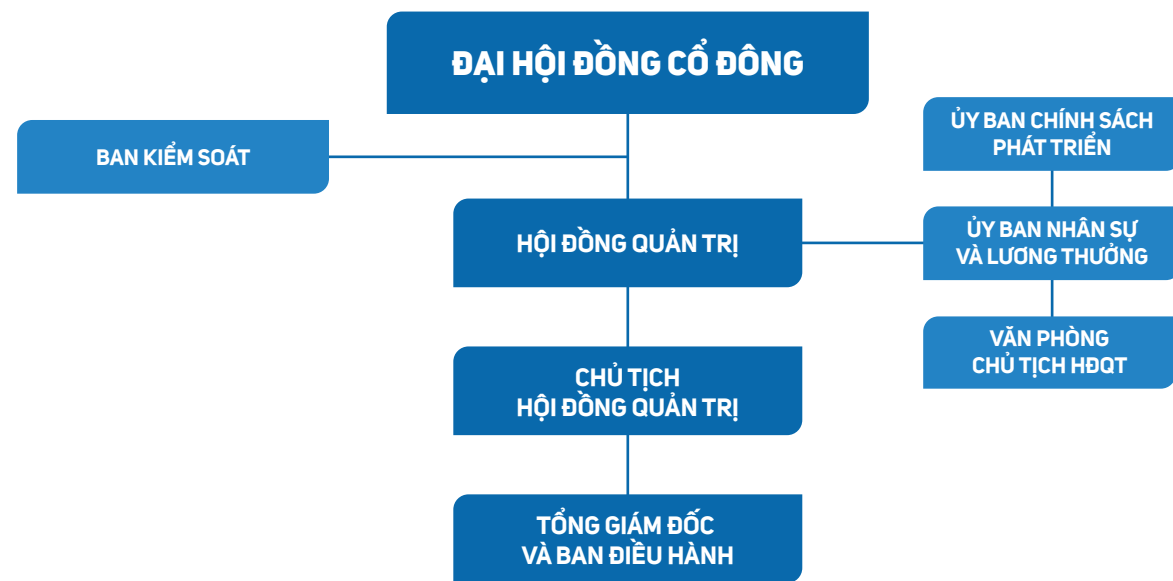 ĐẠI HỘI ĐỒNG CỔ ĐÔNG
BAN KIỂM SOÁT
ỦY BAN CHÍNH SÁCH
PHÁT TRIỂN
HỘI ĐỒNG QUẢN TRỊ
ỦY BAN NHÂN SỰ
VÀ LƯƠNG THƯỞNG
VĂN PHÒNG
CHỦ TỊCH HĐQT
CHỦ TỊCH
HỘI ĐỒNG QUẢN TRỊ
TỔNG GIÁM ĐỐC
VÀ BAN ĐIỀU HÀNH